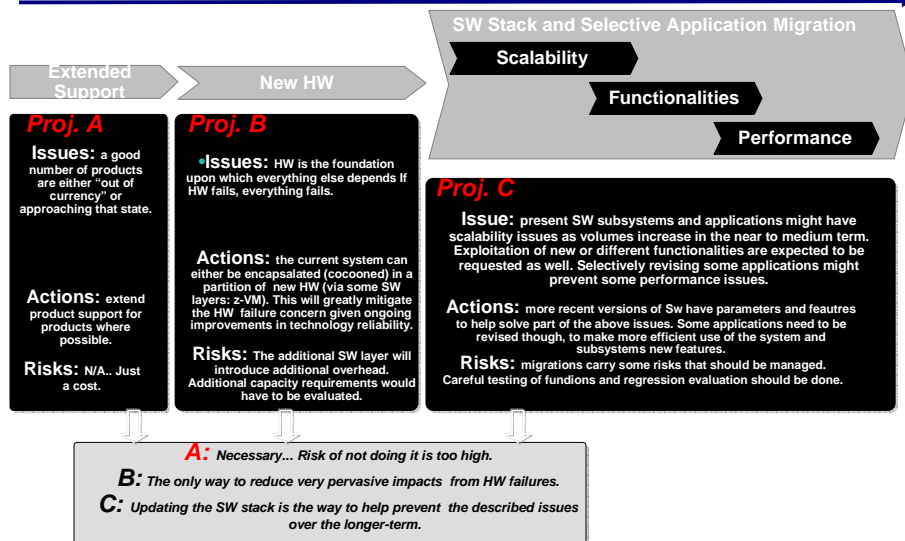 SW Stack and Selective Application Migration
Scalability
Functionalities
Performance
Extended
Support
New HW
Proj. A
Issues: a good
number of products
are either “out of
currency” or
approaching that state.
Actions: extend
product support for
products where
possible.
Risks: N/A.. Just
a cost.
Proj. B
•Issues: HW is the foundation
upon which everything else depends If
HW fails, everything fails.
Actions: the current system can
either be encapsalated (cocooned) in a
partition of new HW (via some SW
layers: z-VM). This will greatly mitigate
the HW failure concern given ongoing
improvements in technology reliability.
Risks: The additional SW layer will
introduce additional overhead.
Additional capacity requirements would
have to be evaluated.
Proj. C
Issue: present SW subsystems and applications might have
scalability issues as volumes increase in the near to medium term.
Exploitation of new or different functionalities are expected to be
requested as well. Selectively revising some applications might
prevent some performance issues.
Actions: more recent versions of Sw have parameters and feautres
to help solve part of the above issues. Some applications need to be
revised though, to make more efficient use of the system and
subsystems new features.
Risks: migrations carry some risks that should be managed.
Careful testing of fundions and regression evaluation should be done.
A: Necessary... Risk of not doing it is too high.
B: The only way to reduce very pervasive impacts from HW failures.
C: Updating the SW stack is the way to help prevent the described issues
over the longer-term.